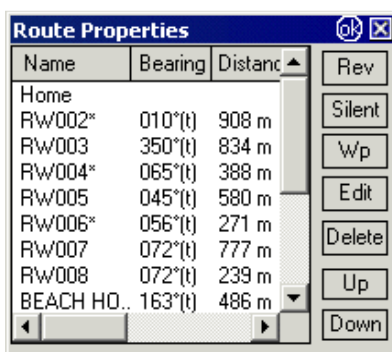 Route Properties ok
Name Bearing Distanc
Home
RW002* 010°(t) 908 m
RW003 350°(t) 834 m
RW004* 065°(t) 388 m
RW005 045°(t) 580 m
RW006* 056°(t) 271 m
RW007 072°(t) 777 m
RW008 072°(t) 239 m
BEACH HO.. 163°(t) 486 m
Rev
Silent
Wp
Edit
Delete
Up
Down